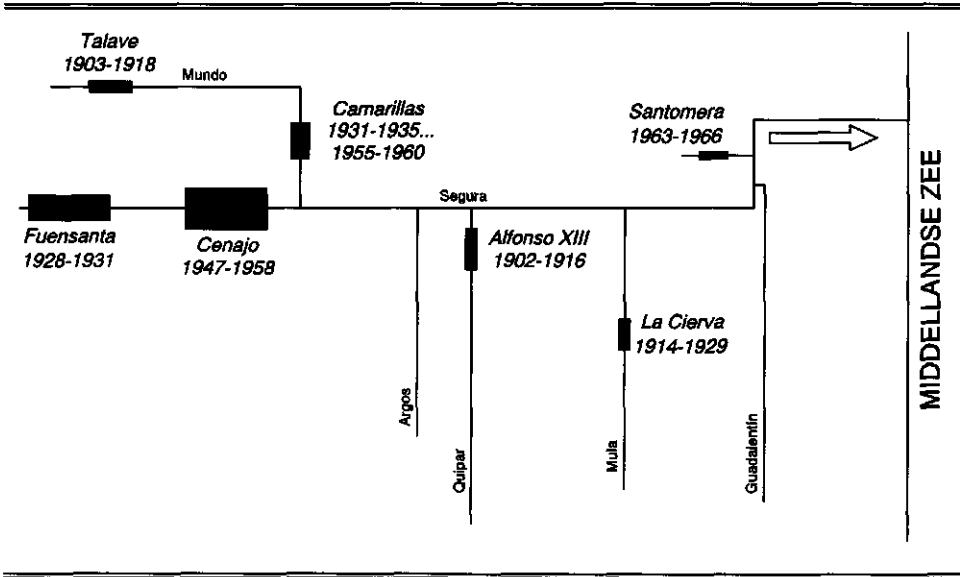 Talave
1903-1918
Mundo
Camarillas
1931-1935...
1955-1960
Santomera
1963-1966
Segura
Fuensanta
1928-1931
Cenajo
1947-1958
Alfonso XIII
1902-1916
La Cierva
1914-1929
Argos
Quipar
Mula
Guadalentín
MIDDELLANDSE ZEE